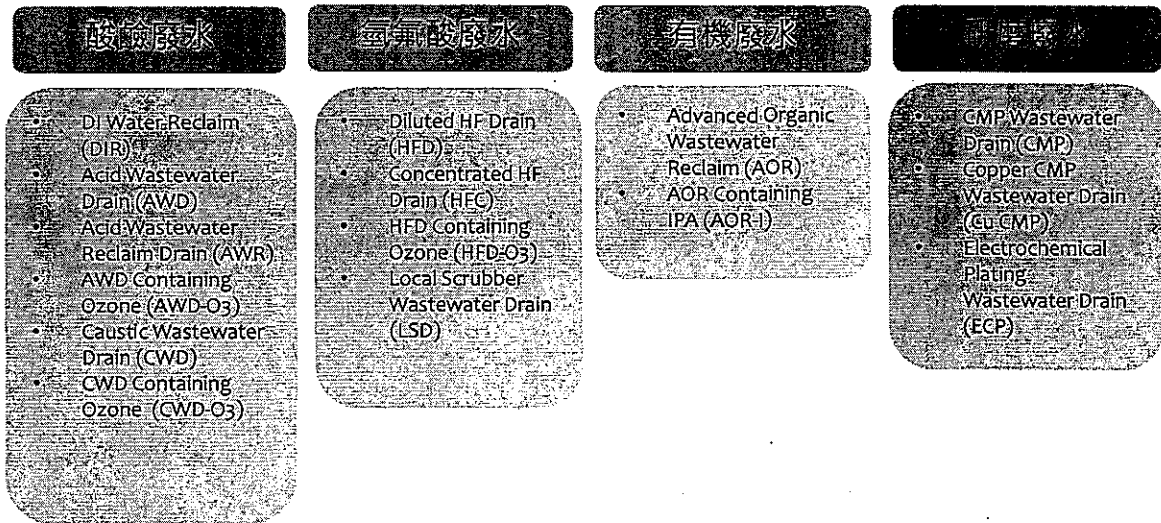 酸鹼廢水
• DI Water Reclaim
(DIR)
• Acid Wastewater
Drain (AWD)
• Acid Wastewater
Reclaim Drain (AWR)
• AWD Containing
Ozone (AWD-O3)
• Caustic Wastewater
Drain (CWD)
• CWD Containing
Ozone (CWD-O3)
氫氟酸廢水
• Diluted HF Drain
(HFD)
• Concentrated HF
Drain (HFC)
• HFD Containing
Ozone (HFD-O3)
• Local Scrubber
Wastewater Drain
(LSD)
有機廢水
• Advanced Organic
Wastewater
Reclaim (AOR)
• AOR Containing
IPA (AOR-I)
研磨廢水
• CMP Wastewater
Drain (CMP)
• Copper CMP
Wastewater Drain
(Cu CMP)
• Electrochemical
Plating
Wastewater Drain
(ECP)